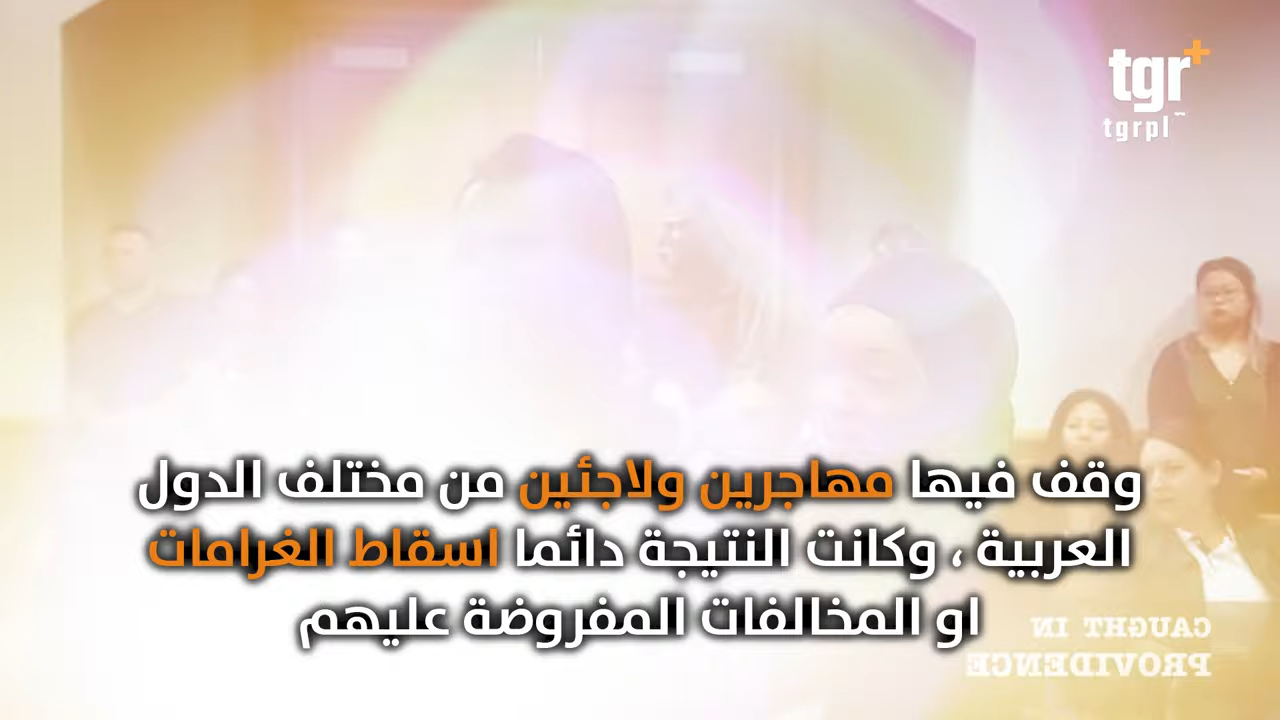 tgr+
tgrpl™
وقف فيها مهاجرين ولاجئين من مختلف الدول
العربية ، وكانت النتيجة دائما اسقاط الغرامات
او المخالفات المفروضة عليهم
CAUGHT IN
PROVIDENCE